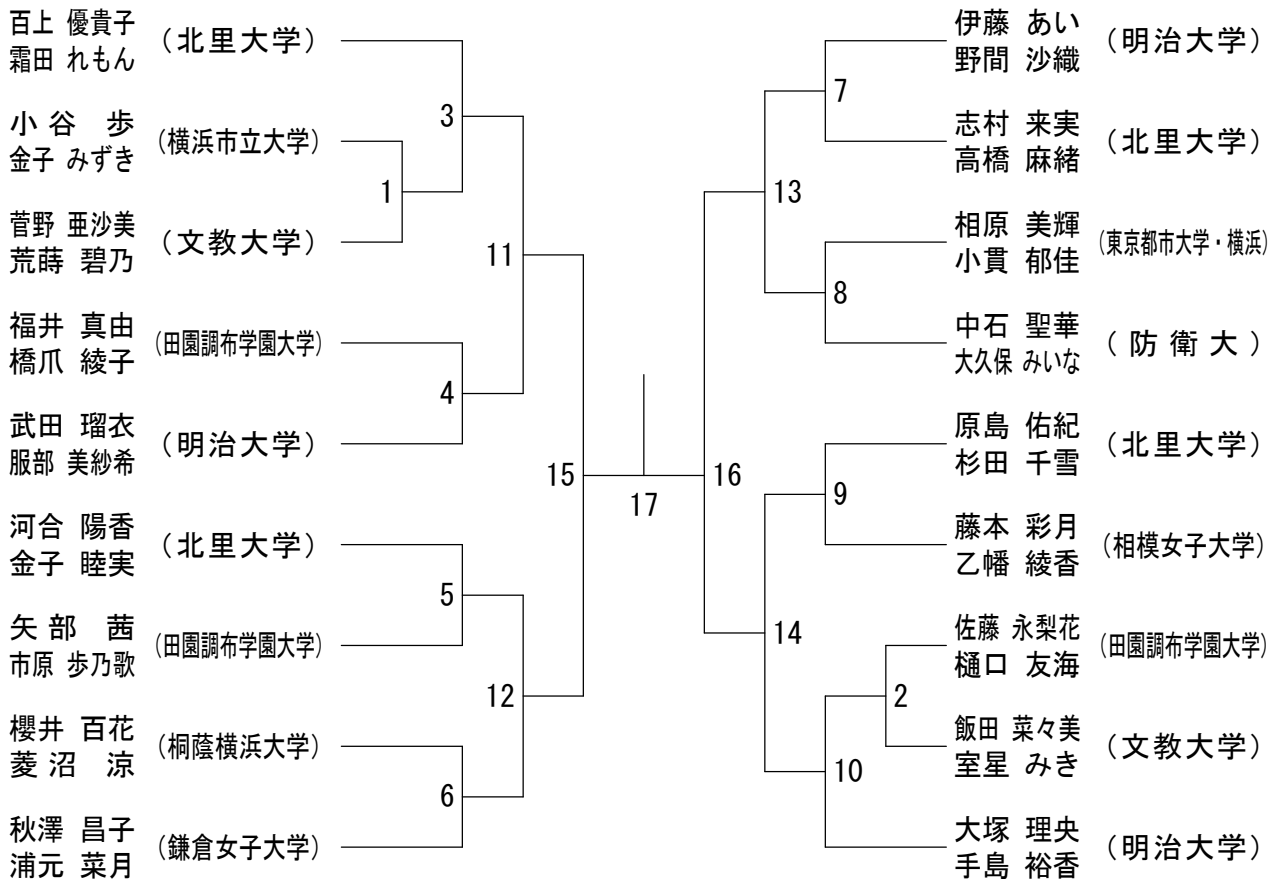 百上 優貴子
霜田 れもん
(北里大学)
小谷 歩
金子 みずき
(横浜市立大学)
菅野 亜沙美
荒蒔 碧乃
(文教大学)
福井 真由
橋爪 綾子
(田園調布学園大学)
武田 瑠衣
服部 美紗希
(明治大学)
河合 陽香
金子 睦実
(北里大学)
矢部 茜
市原 歩乃歌
(田園調布学園大学)
櫻井 百花
菱沼 涼
(桐蔭横浜大学)
秋澤 昌子
浦元 菜月
(鎌倉女子大学)
3
1
11
4
15
5
12
6
17
伊藤 あい
野間 沙織
(明治大学)
志村 来実
高橋 麻緒
(北里大学)
相原 美輝
小貫 郁佳
(東京都市大学・横浜)
中石 聖華
大久保 みいな
(防衛大)
原島 佑紀
杉田 千雪
(北里大学)
藤本 彩月
乙幡 綾香
(相模女子大学)
佐藤 永梨花
樋口 友海
(田園調布学園大学)
飯田 菜々美
室星 みき
(文教大学)
大塚 理央
手島 裕香
(明治大学)
7
13
8
16
9
14
2
10